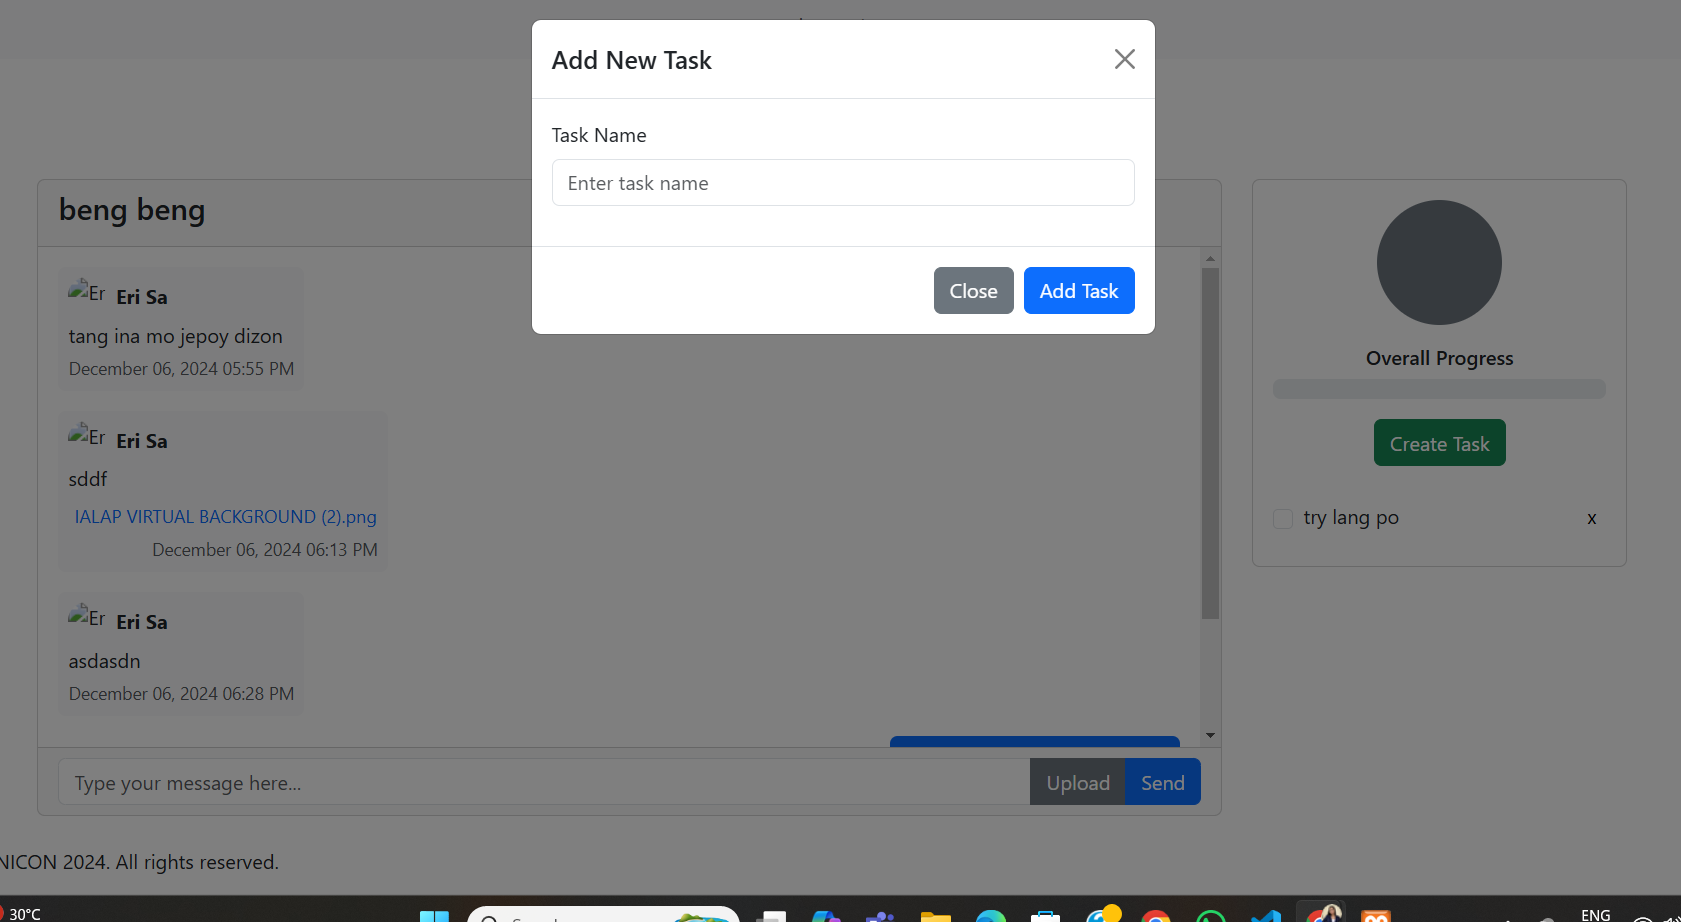 Add New Task
Task Name
Enter task name
Close
Add Task
beng beng
Er Eri Sa
tang ina mo jepoy dizon
December 06, 2024 05:55 PM
Er Eri Sa
sddf
IALAP VIRTUAL BACKGROUND (2).png
December 06, 2024 06:13 PM
Er Eri Sa
asdasdn
December 06, 2024 06:28 PM
Type your message here...
Upload
Send
Overall Progress
Create Task
try lang po
x
NICON 2024. All rights reserved.
30°C
ENG